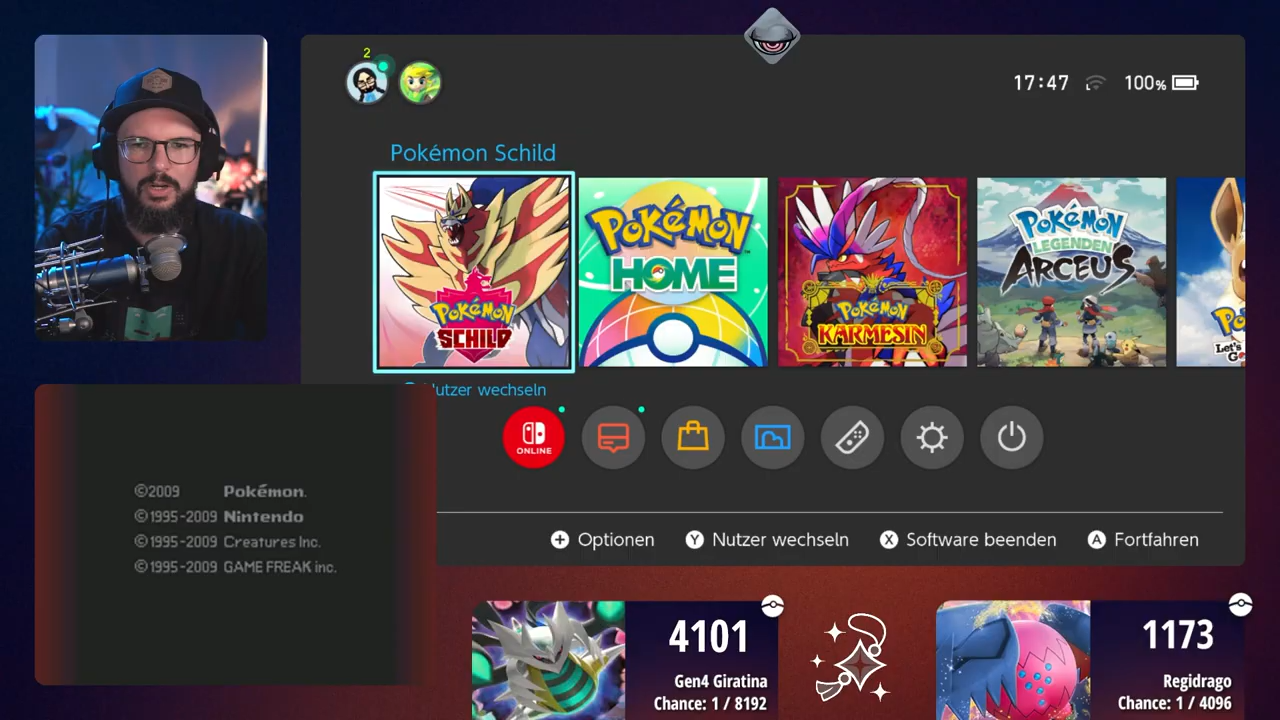 2
17:47
100%
Pokémon Schild
POKÉMON
SCHILD
POKÉMON
HOME
POKÉMON
KARMESIN
POKÉMON
LEGENDEN
ARCEUS
Let's
Nutzer wechseln
ONLINE
Optionen
Y Nutzer wechseln
X Software beenden
A Fortfahren
©2009 Pokémon.
©1995-2009 Nintendo
©1995-2009 Creatures Inc.
©1995-2009 GAME FREAK inc.
4101
Gen4 Giratina
Chance: 1 / 8192
1173
Regidrago
Chance: 1 / 4096